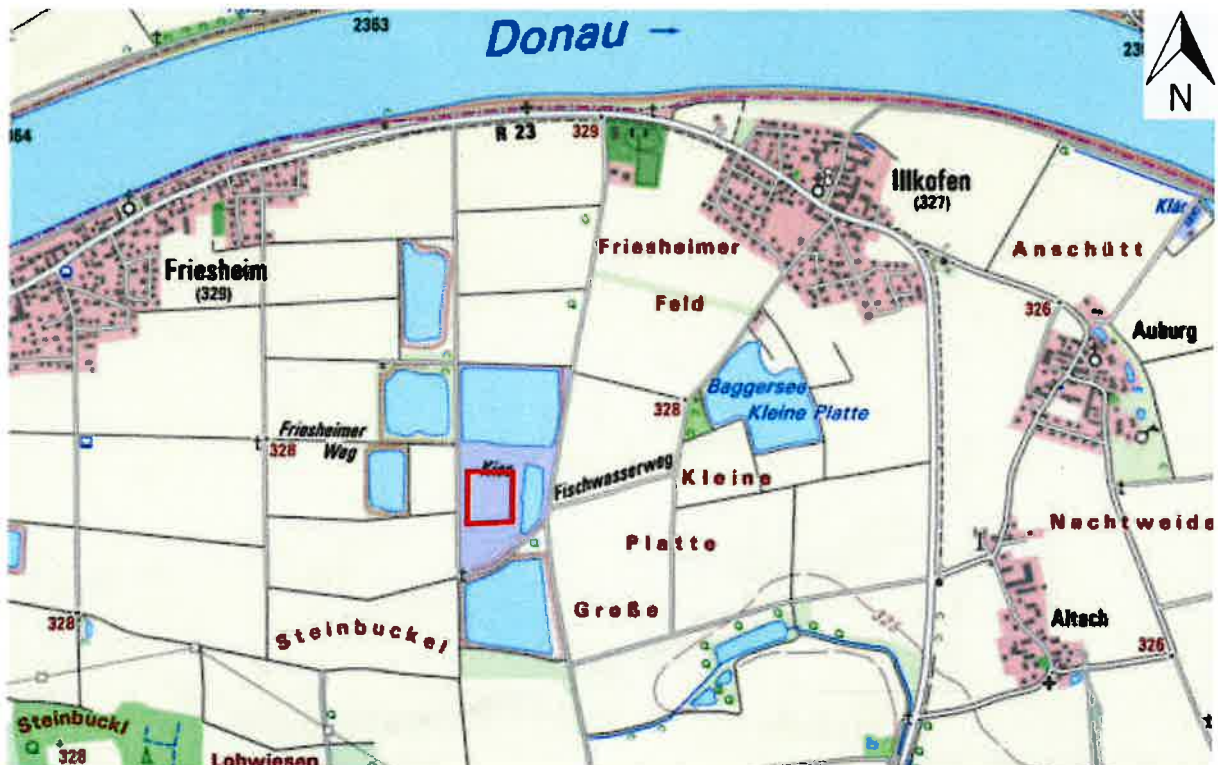 2363
Donau →
N
R 23
329
Illkofen
(327)
Friesheim
(329)
Friesheimer
Feld
Anschütt
326
Auburg
Baggersee
Kleine Platte
328
Friesheimer
Weg
328
Kies
Fischwasserweg
Kleine
Platte
Nachtweide
Große
Steinbuckel
328
326
Altach
326
Steinbückl
328
Lohwiesen